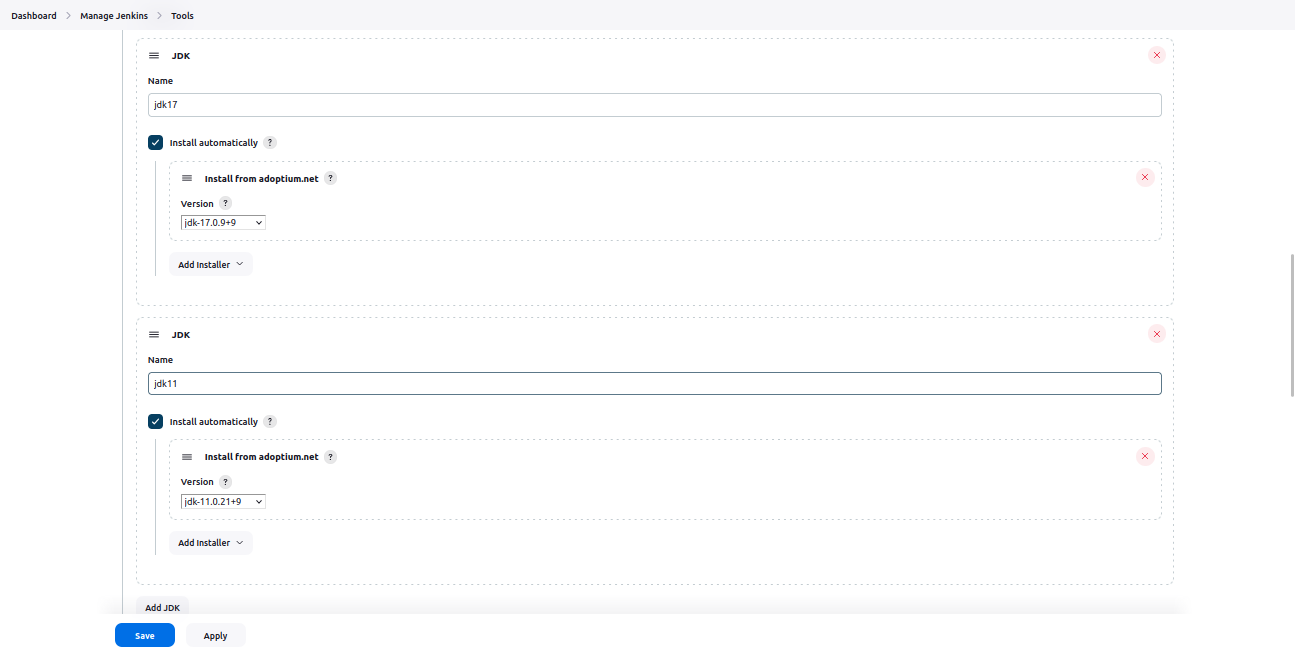 Dashboard > Manage Jenkins > Tools
JDK
Name
jdk17
Install automatically ?
Install from adoptium.net ?
Version ?
jdk-17.0.9+9
Add Installer
JDK
Name
jdk11
Install automatically ?
Install from adoptium.net ?
Version ?
jdk-11.0.21+9
Add Installer
Add JDK
Save Apply